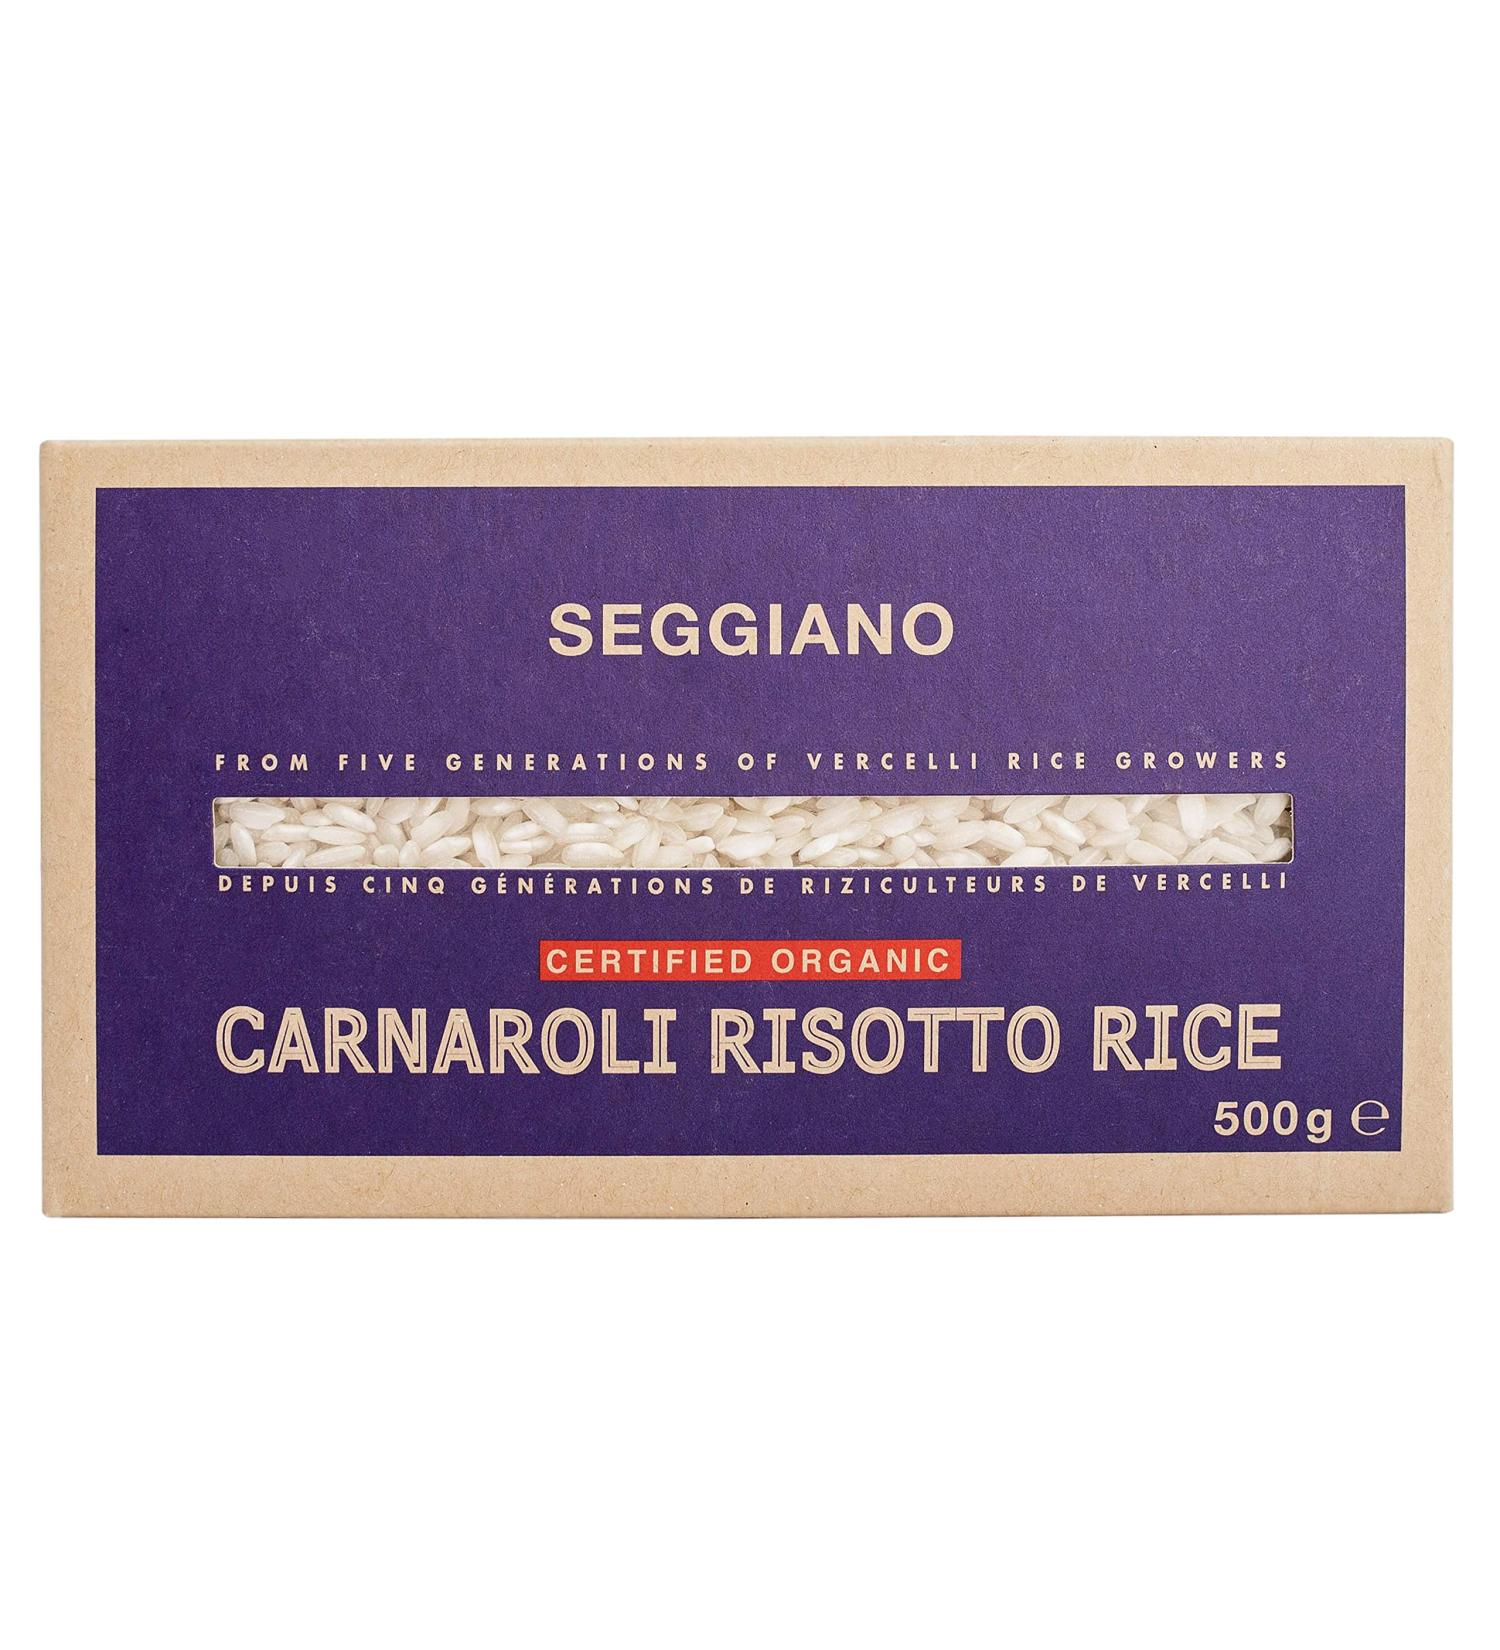 SEGGIANO
FROM FIVE GENERATIONS OF VERCELLI RICE GROWERS
DEPUIS CINQ GÉNÉRATIONS DE RIZICULTEURS DE VERCELLI
CERTIFIED ORGANIC
CARNAROLI RISOTTO RICE
500g ℮